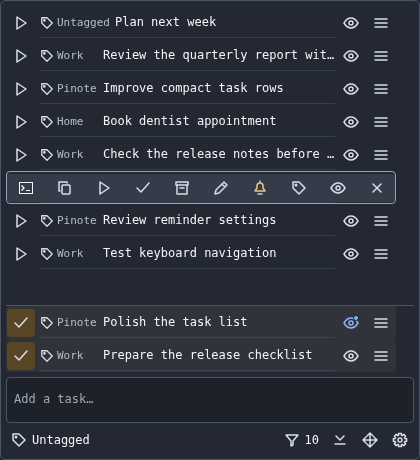 Untagged Plan next week
Work Review the quarterly report wit…
Pinote Improve compact task rows
Home Book dentist appointment
Work Check the release notes before …
Pinote Review reminder settings
Work Test keyboard navigation
Pinote Polish the task list
Work Prepare the release checklist
Add a task…
Untagged 10